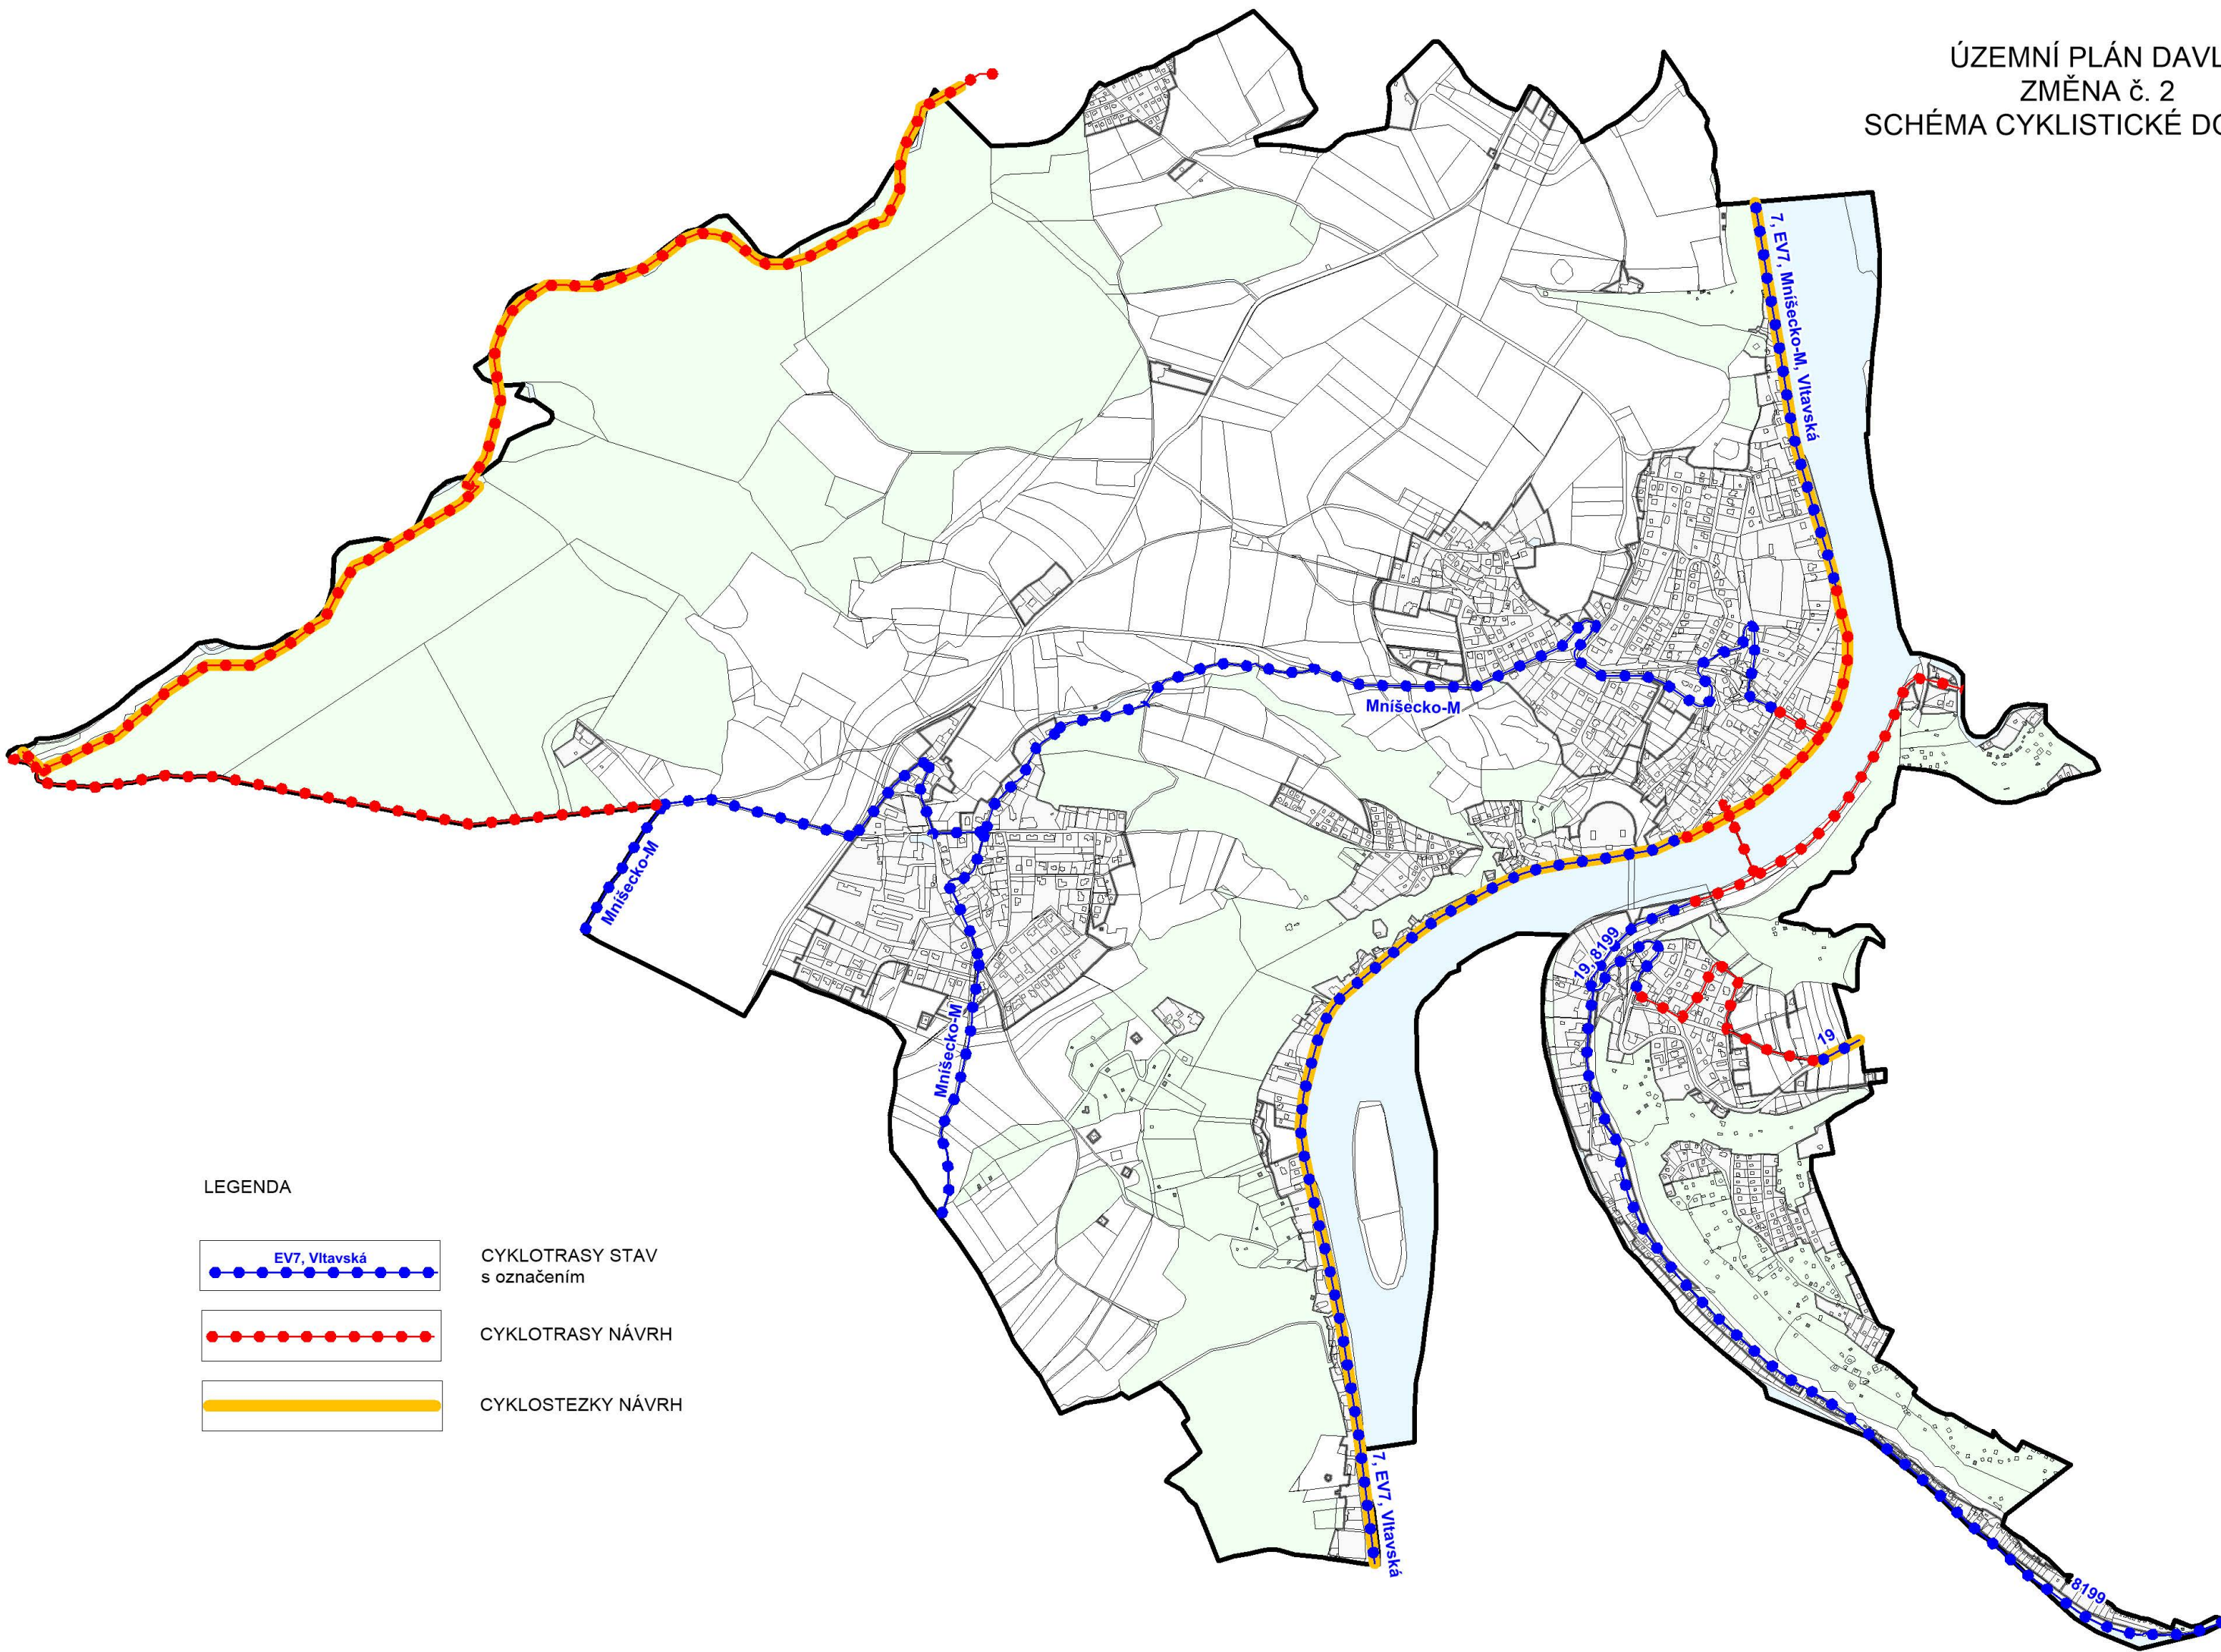 ÚZEMNÍ PLÁN DAVL
ZMĚNA č. 2
SCHÉMA CYKLISTICKÉ
7, EV7, Mníšecko-M, Vltavská
Mníšecko-M
Mníšecko-M
19, 8199
19
Mníšecko-M
7, EV7, Vltavská
8199
LEGENDA
EV7, Vltavská
CYKLOTRASY STAV
s označením
CYKLOTRASY NÁVRH
CYKLOSTEZKY NÁVRH